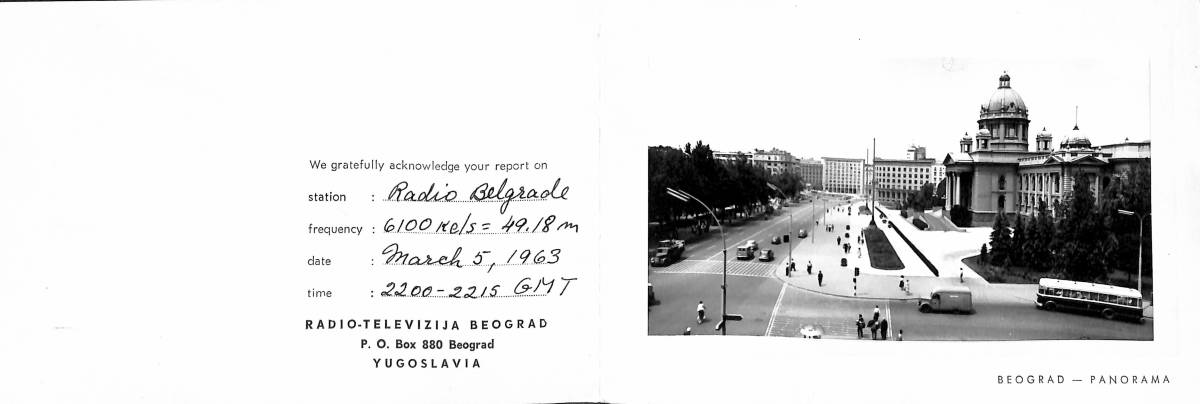 We gratefully acknowledge your report on
station : Radio Belgrade
frequency : 6100 Kc/s = 49.18 m
date : March 5, 1963
time : 2200-2215 GMT
RADIO-TELEVIZIJA BEOGRAD
P. O. Box 880 Beograd
YUGOSLAVIA
BEOGRAD — PANORAMA